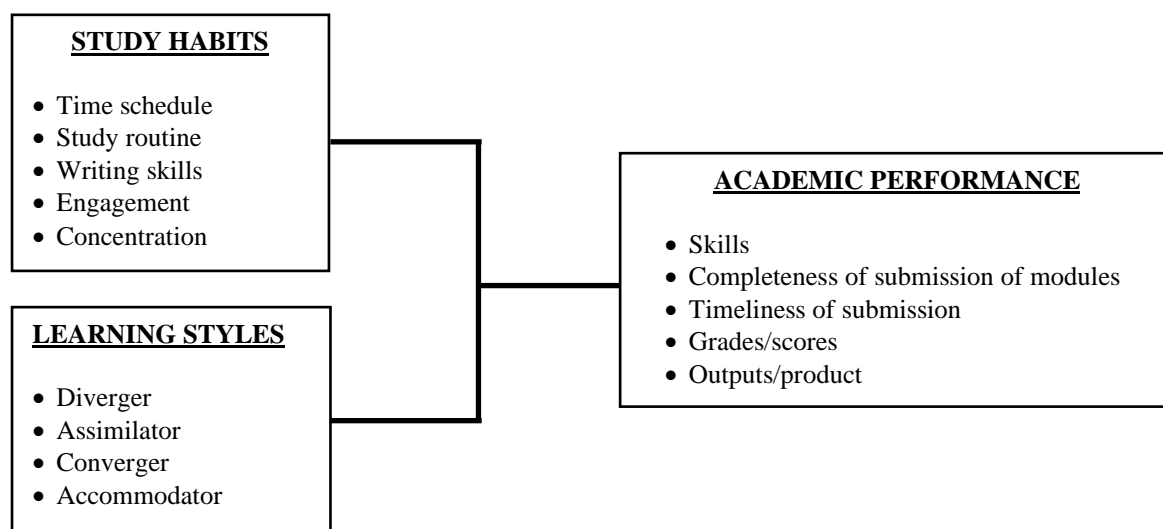 STUDY HABITS
• Time schedule
• Study routine
• Writing skills
• Engagement
• Concentration
LEARNING STYLES
• Diverger
• Assimilator
• Converger
• Accommodator
ACADEMIC PERFORMANCE
• Skills
• Completeness of submission of modules
• Timeliness of submission
• Grades/scores
• Outputs/product